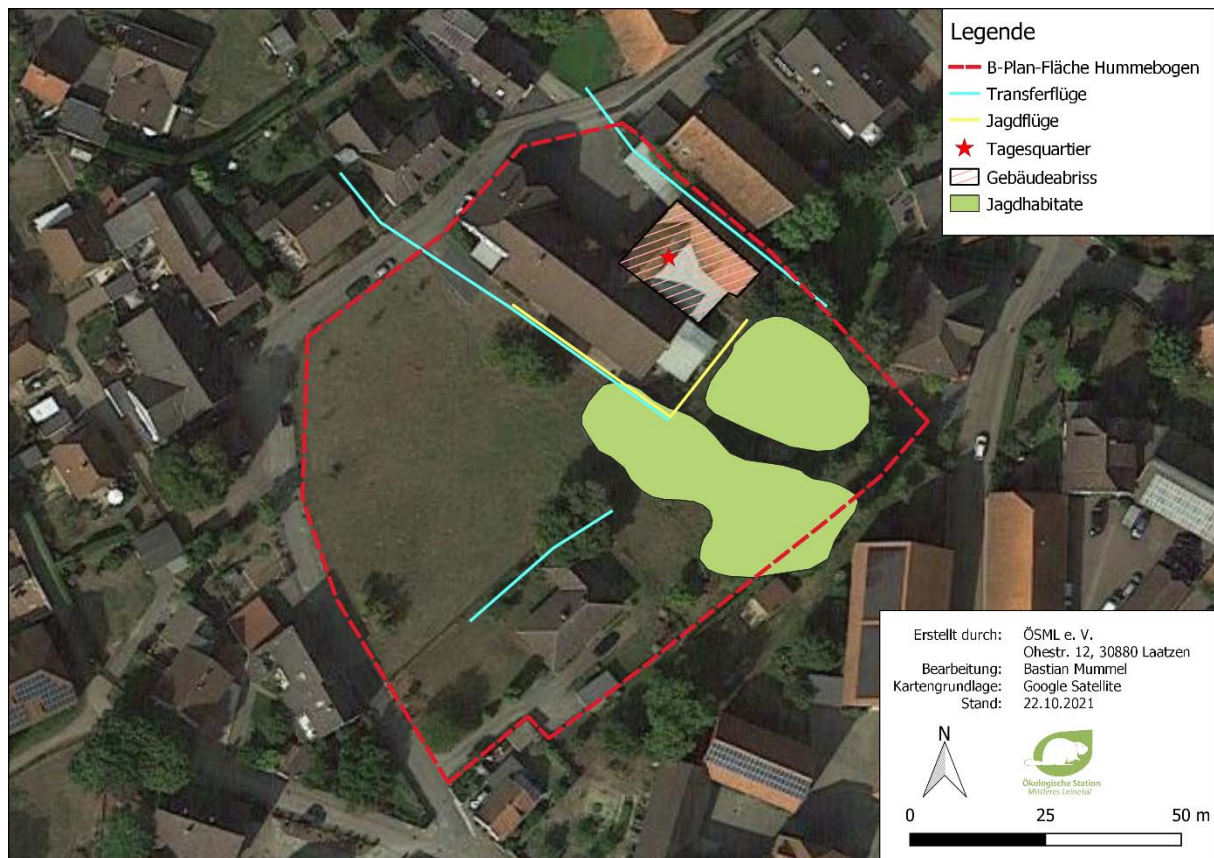 Legende
B-Plan-Fläche Hummebogen
Transferflüge
Jagdflüge
Tagesquartier
Gebäudeabriss
Jagdhabitate
Erstellt durch: ÖSML e. V.
Ohestr. 12, 30880 Laatzen
Bearbeitung: Bastian Mummel
Kartengrundlage: Google Satellite
Stand: 22.10.2021
N
Ökologische Station
Mittleres Leinetal
0 25 50 m